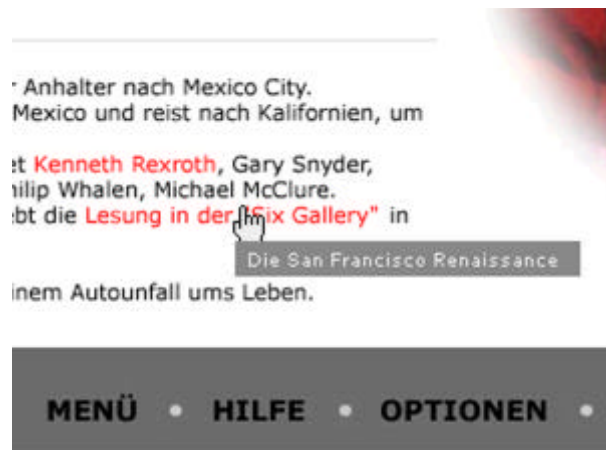 Anhalter nach Mexico City.
Mexico und reist nach Kalifornien, um
Kenneth Rexroth, Gary Snyder,
Whalen, Michael McClure.
die Lesung in der "Six Gallery" in
Die San Francisco Renaissance
Autounfall ums Leben.
MENÜ • HILFE • OPTIONEN •